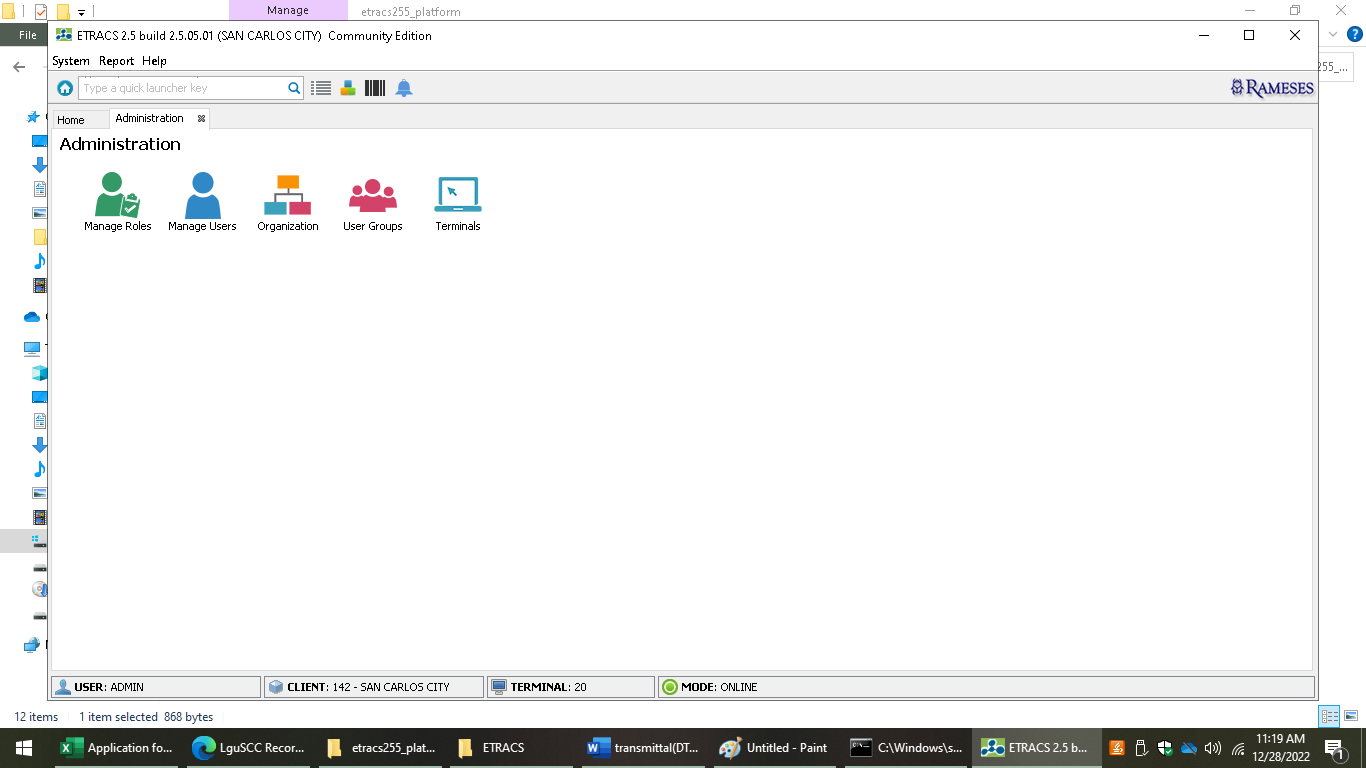 Manage
etracs255_platform
File
ETRACS 2.5 build 2.5.05.01 (SAN CARLOS CITY) Community Edition
System Report Help
Type a quick launcher key
RAMESES
55_...
Home
Administration
Administration
Manage Roles
Manage Users
Organization
User Groups
Terminals
USER: ADMIN
CLIENT: 142 - SAN CARLOS CITY
TERMINAL: 20
MODE: ONLINE
12 items
1 item selected 868 bytes
Application fo...
LguSCC Recor...
etracs255_plat...
ETRACS
transmittal(DT...
Untitled - Paint
C:\Windows\s...
ETRACS 2.5 b...
11:19 AM
12/28/2022
1